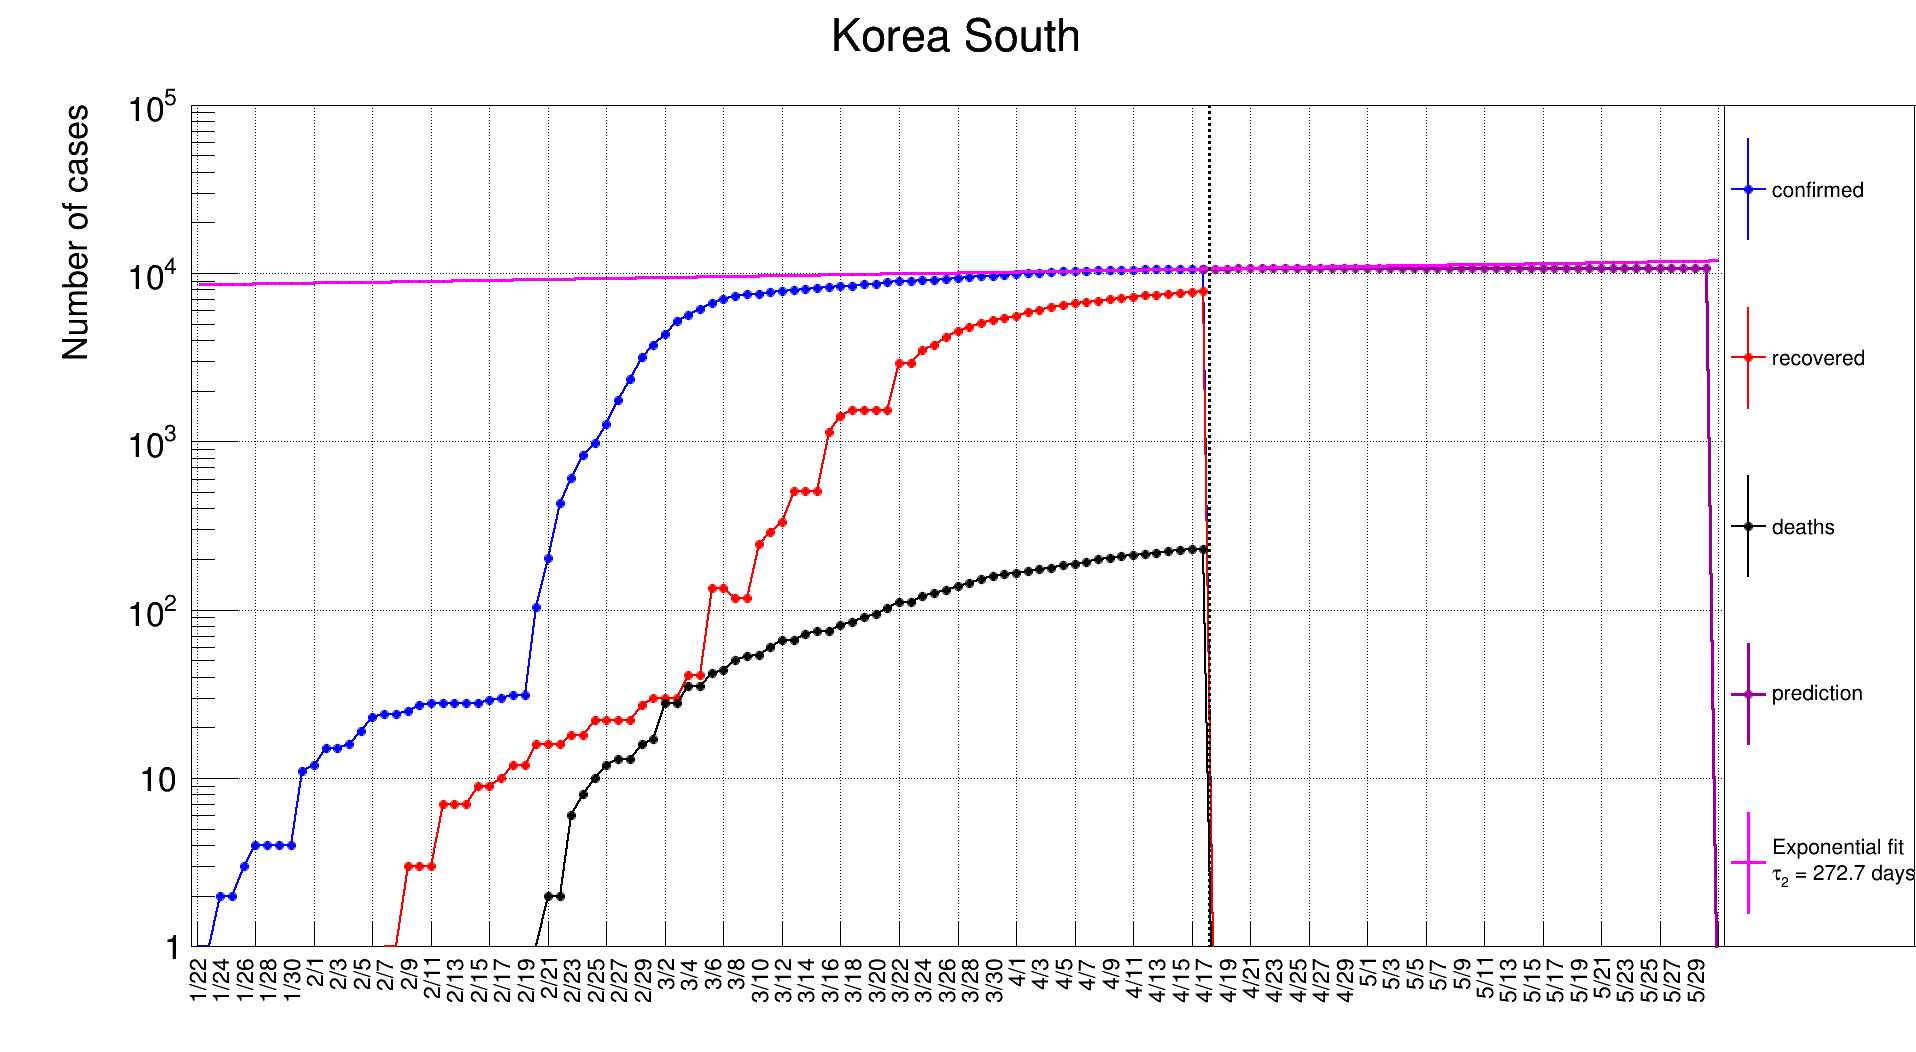 Korea South
Number of cases
10^5
10^4
10^3
10^2
10
1
1/22 1/24 1/26 1/28 1/30 2/1 2/3 2/5 2/7 2/9 2/11 2/13 2/15 2/17 2/19 2/21 2/23 2/25 2/27 2/29 3/2 3/4 3/6 3/8 3/10 3/12 3/14 3/16 3/18 3/20 3/22 3/24 3/26 3/28 3/30 4/1 4/3 4/5 4/7 4/9 4/11 4/13 4/15 4/17 4/19 4/21 4/23 4/25 4/27 4/29 5/1 5/3 5/5 5/7 5/9 5/11 5/13 5/15 5/17 5/19 5/21 5/23 5/25 5/27 5/29
confirmed
recovered
deaths
prediction
Exponential fit
τ₂ = 272.7 days